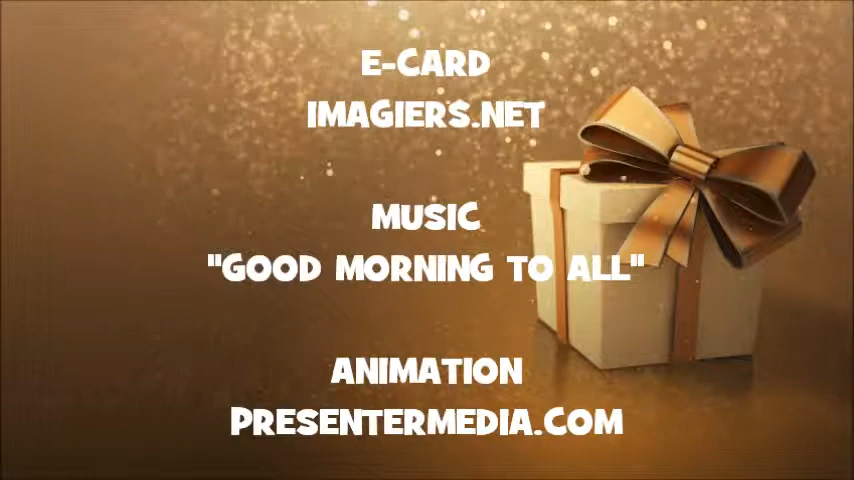 E-CARD
IMAGIERS.NET
MUSIC
"GOOD MORNING TO ALL"
ANIMATION
PRESENTERMEDIA.COM